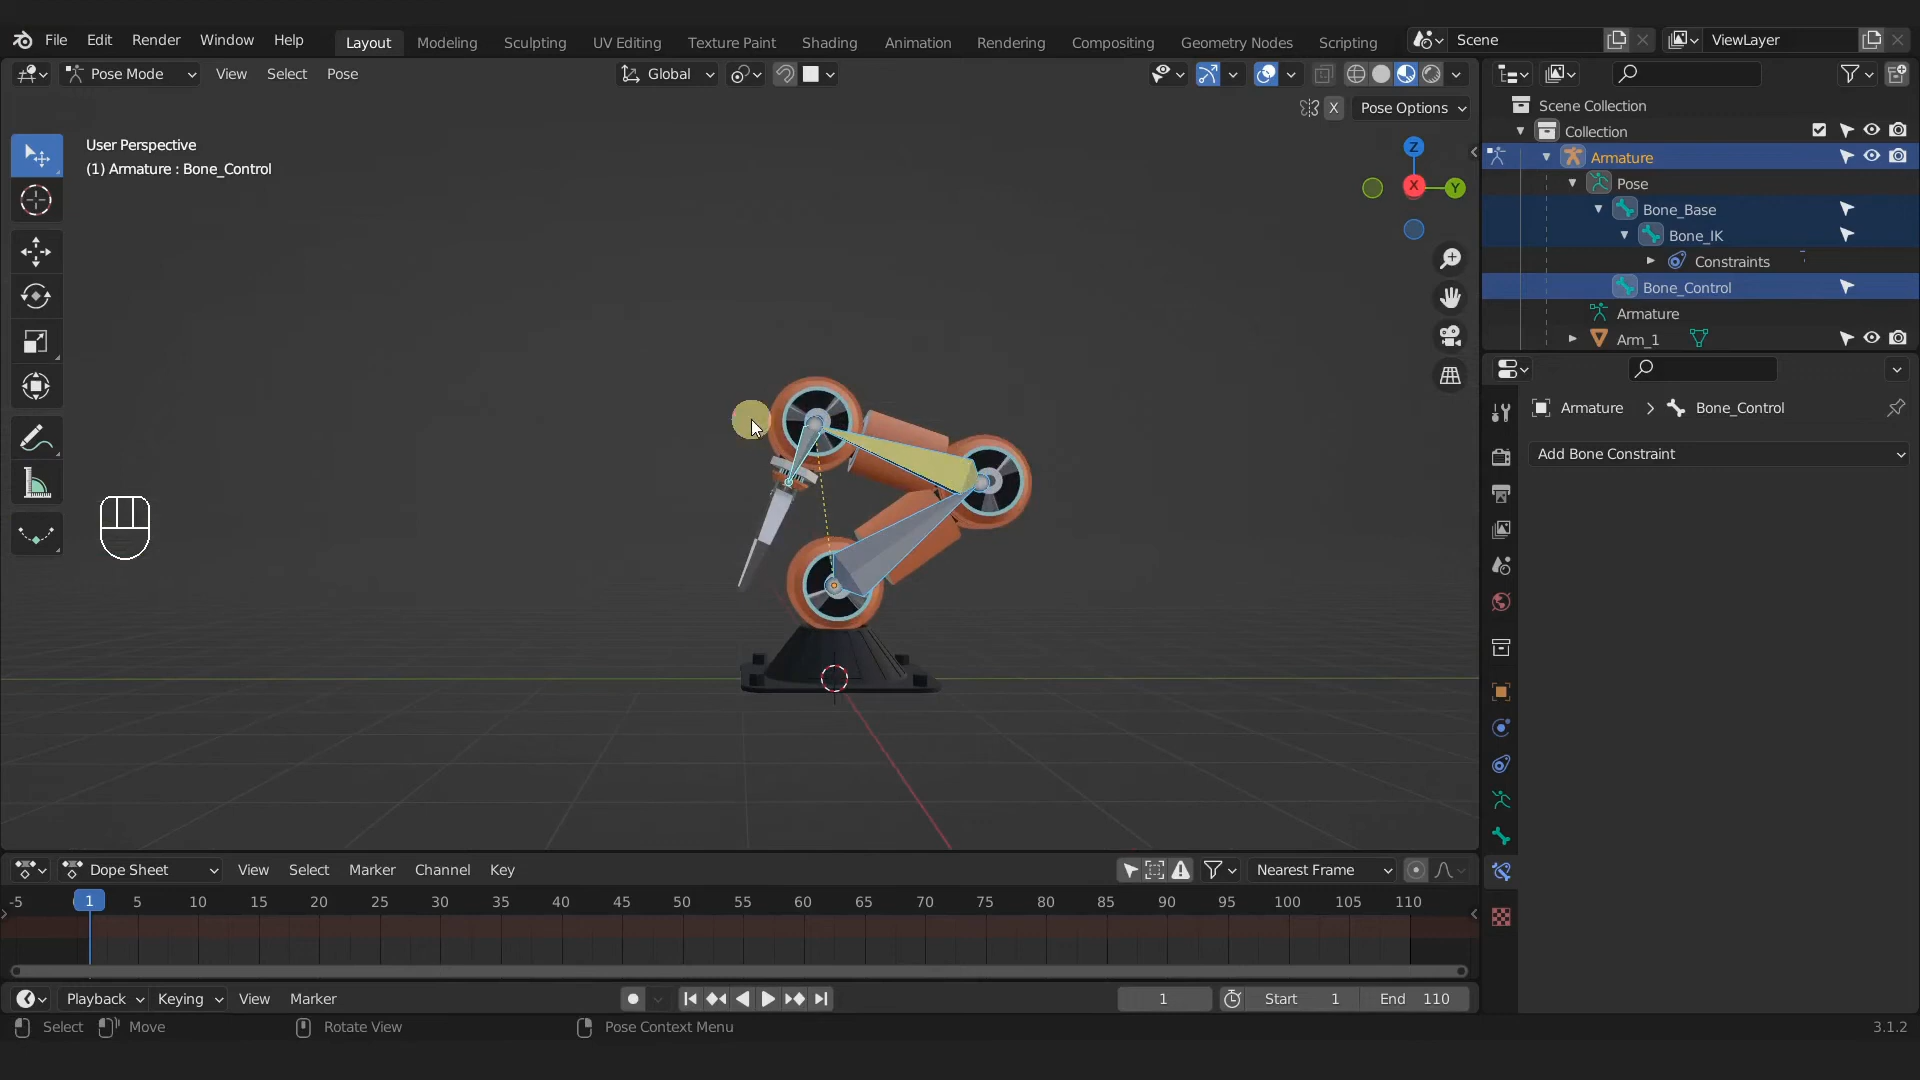 File Edit Render Window Help Layout Modeling Sculpting UV Editing Texture Paint Shading Animation Rendering Compositing Geometry Nodes Scripting Scene ViewLayer
Pose Mode View Select Pose Global
X Pose Options
User Perspective
(1) Armature : Bone_Control
Z
X
Y
Scene Collection
Collection
Armature
Pose
Bone_Base
Bone_IK
Constraints
Bone_Control
Armature
Arm_1
Armature Bone_Control
Add Bone Constraint
Dope Sheet View Select Marker Channel Key Nearest Frame
-5 1 5 10 15 20 25 30 35 40 45 50 55 60 65 70 75 80 85 90 95 100 105 110
Playback Keying View Marker 1 Start 1 End 110
Select Move Rotate View Pose Context Menu 3.1.2